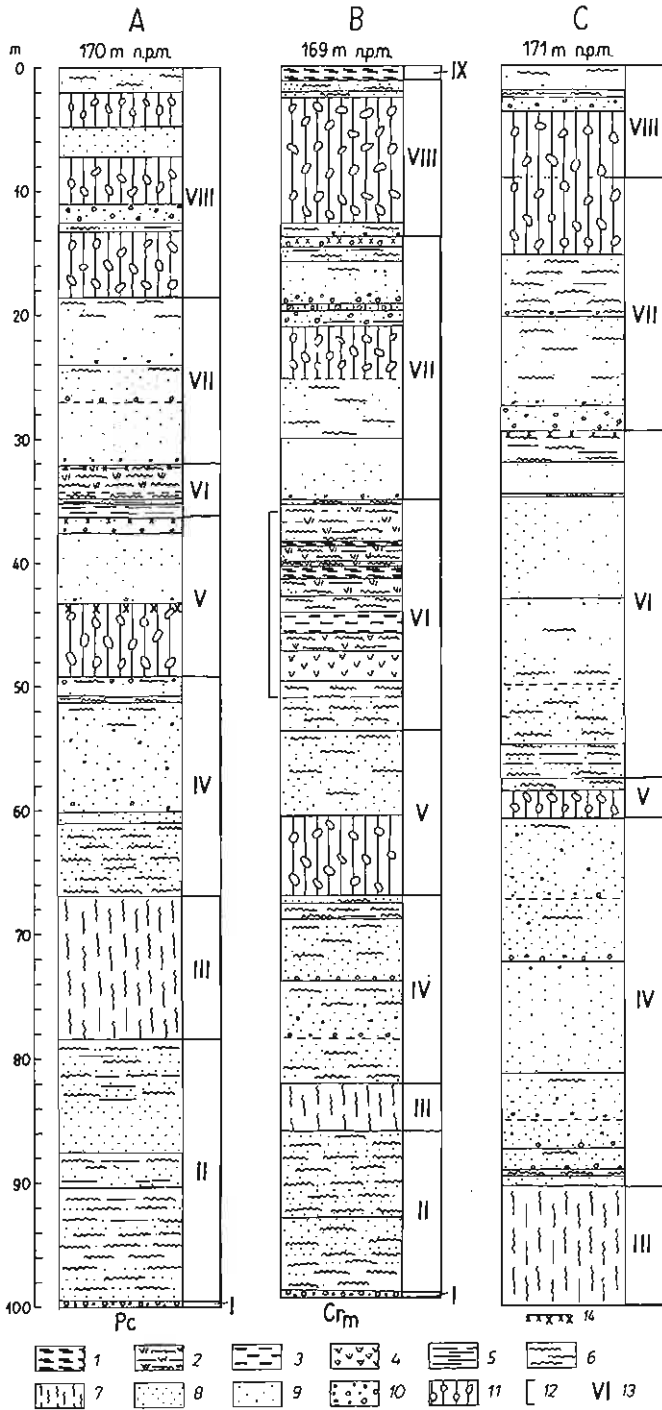 A B C
m 170 m n.p.m. 169 m n.p.m. 171 m n.p.m.
0
10
20
30
40
50
60
70
80
90
100
VIII
VII
VI
V
IV
III
II
I
Pc
IX
VIII
VII
VI
V
IV
III
II
I
Crm
VIII
VII
VI
V
IV
III
14
1 2 3 4 5 6
7 8 9 10 11 12 VI 13